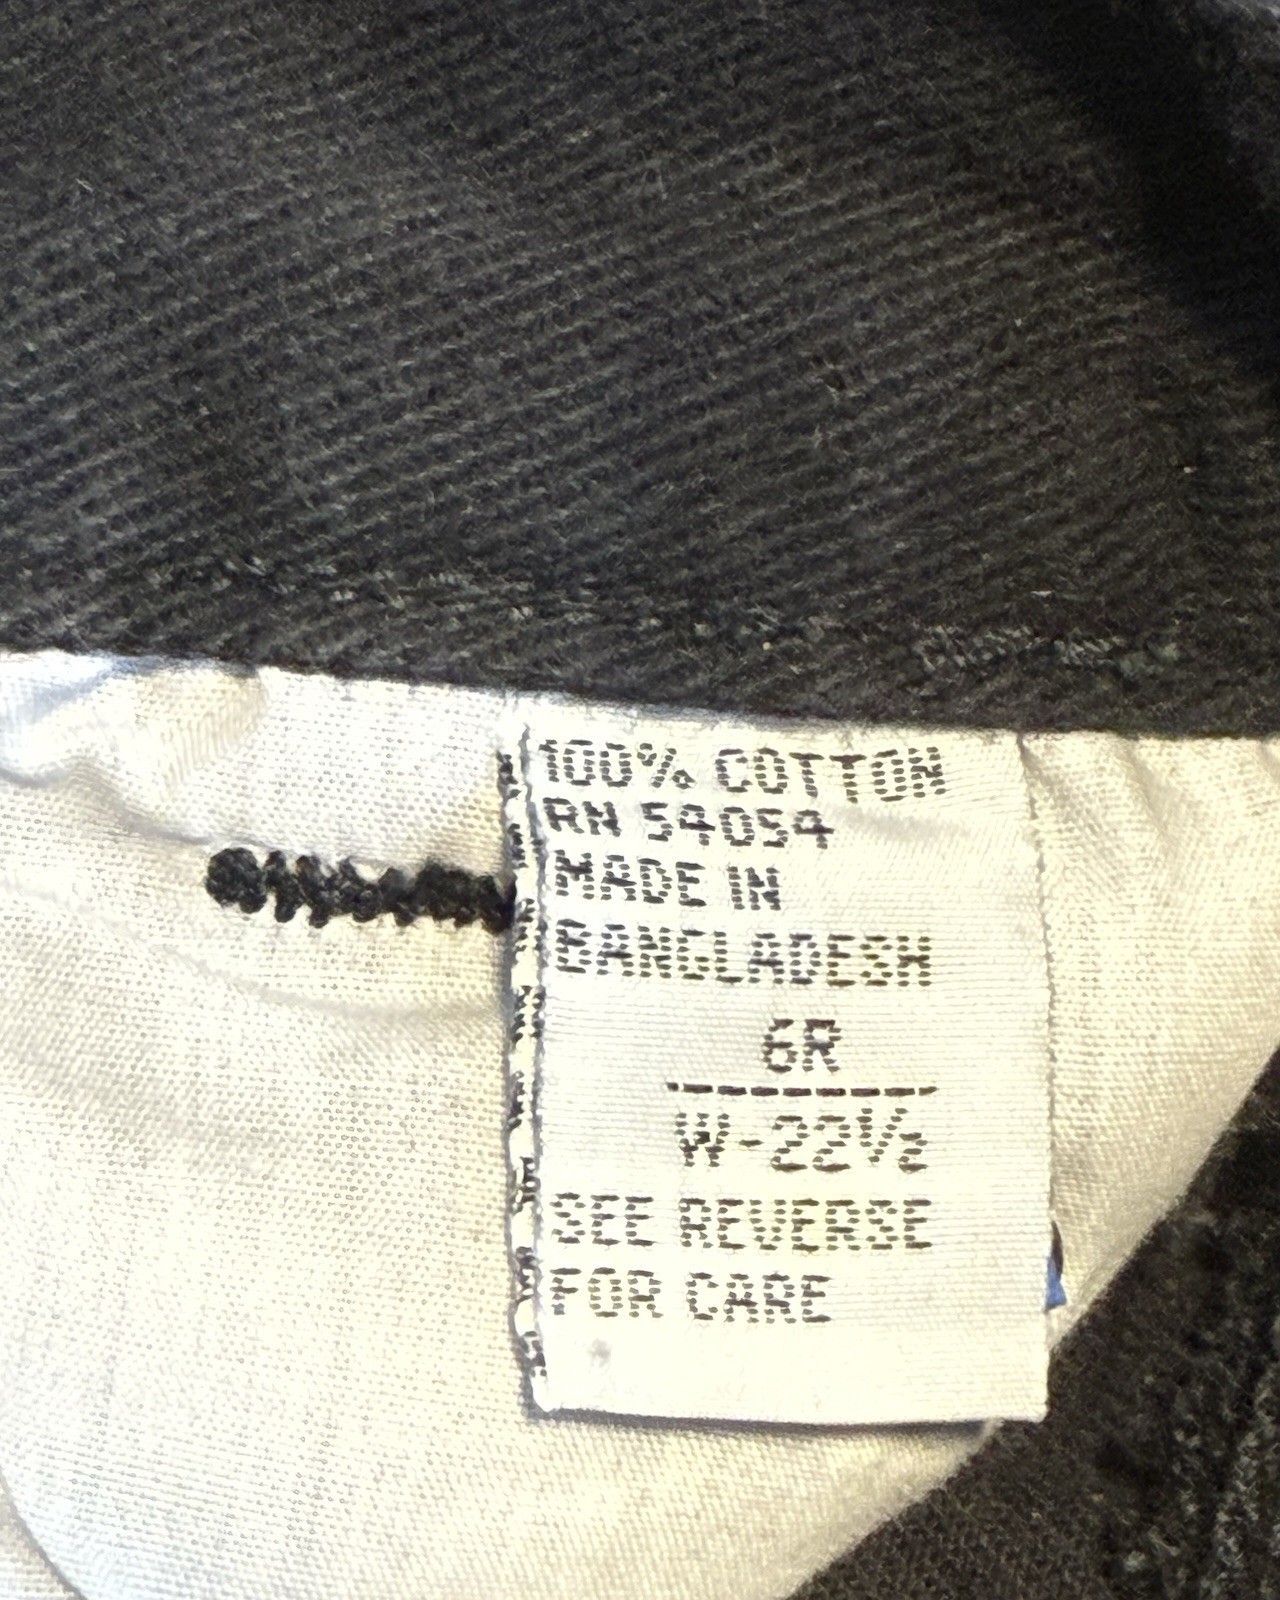 100% COTTON
RN 54054
MADE IN
BANGLADESH
6R
W-22½
SEE REVERSE
FOR CARE